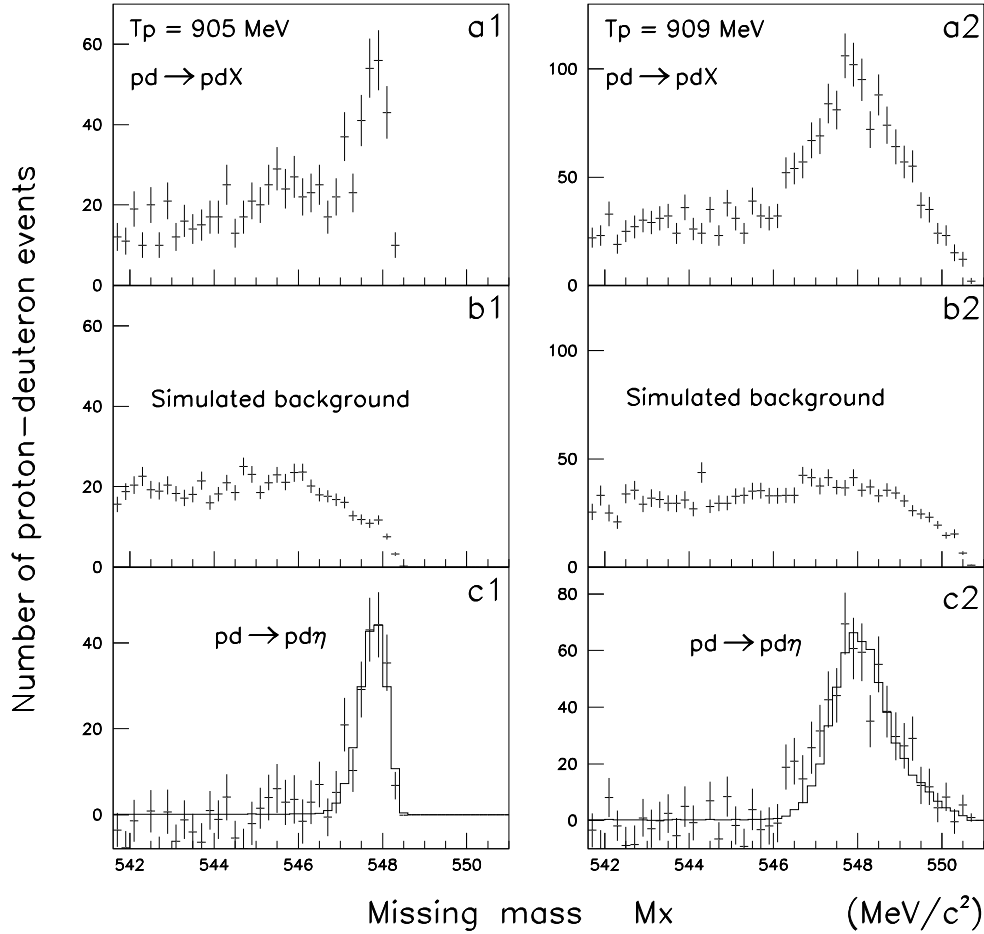 Number of proton-deuteron events
Tp = 905 MeV
a1
pd → pdX
60
40
20
0
Tp = 909 MeV
a2
pd → pdX
100
50
0
b1
60
Simulated background
40
20
0
b2
100
Simulated background
50
0
c1
pd → pdη
40
20
0
542 544 546 548 550
c2
80
pd → pdη
60
40
20
0
542 544 546 548 550
Missing mass Mx (MeV/c²)